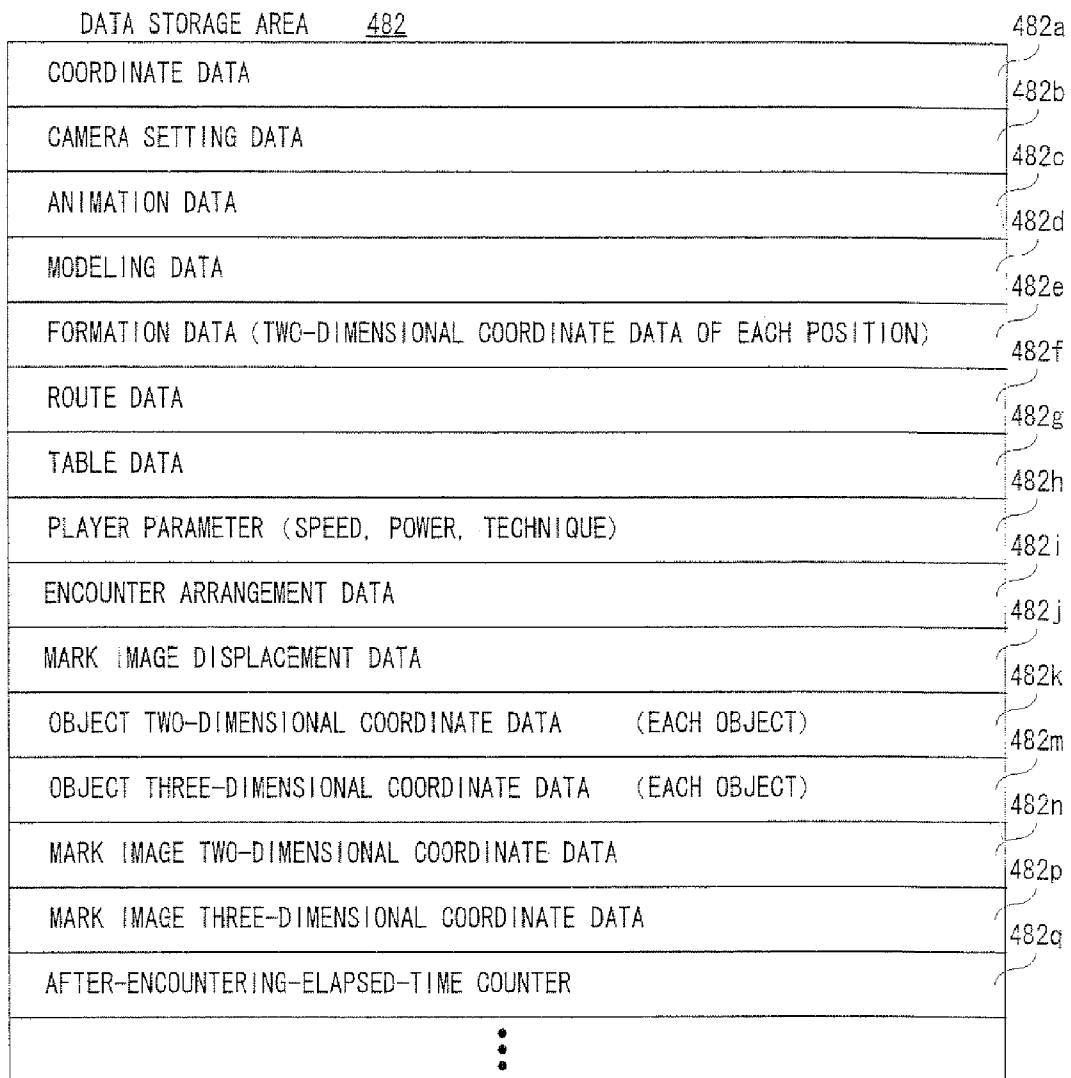 DATA STORAGE AREA 482
482a
COORDINATE DATA
482b
CAMERA SETTING DATA
482c
ANIMATION DATA
482d
MODELING DATA
482e
FORMATION DATA (TWO-DIMENSIONAL COORDINATE DATA OF EACH POSITION)
482f
ROUTE DATA
482g
TABLE DATA
482h
PLAYER PARAMETER (SPEED, POWER, TECHNIQUE)
482i
ENCOUNTER ARRANGEMENT DATA
482j
MARK IMAGE DISPLACEMENT DATA
482k
OBJECT TWO-DIMENSIONAL COORDINATE DATA (EACH OBJECT)
482m
OBJECT THREE-DIMENSIONAL COORDINATE DATA (EACH OBJECT)
482n
MARK IMAGE TWO-DIMENSIONAL COORDINATE DATA
482p
MARK IMAGE THREE-DIMENSIONAL COORDINATE DATA
482q
AFTER-ENCOUNTERING-ELAPSED-TIME COUNTER